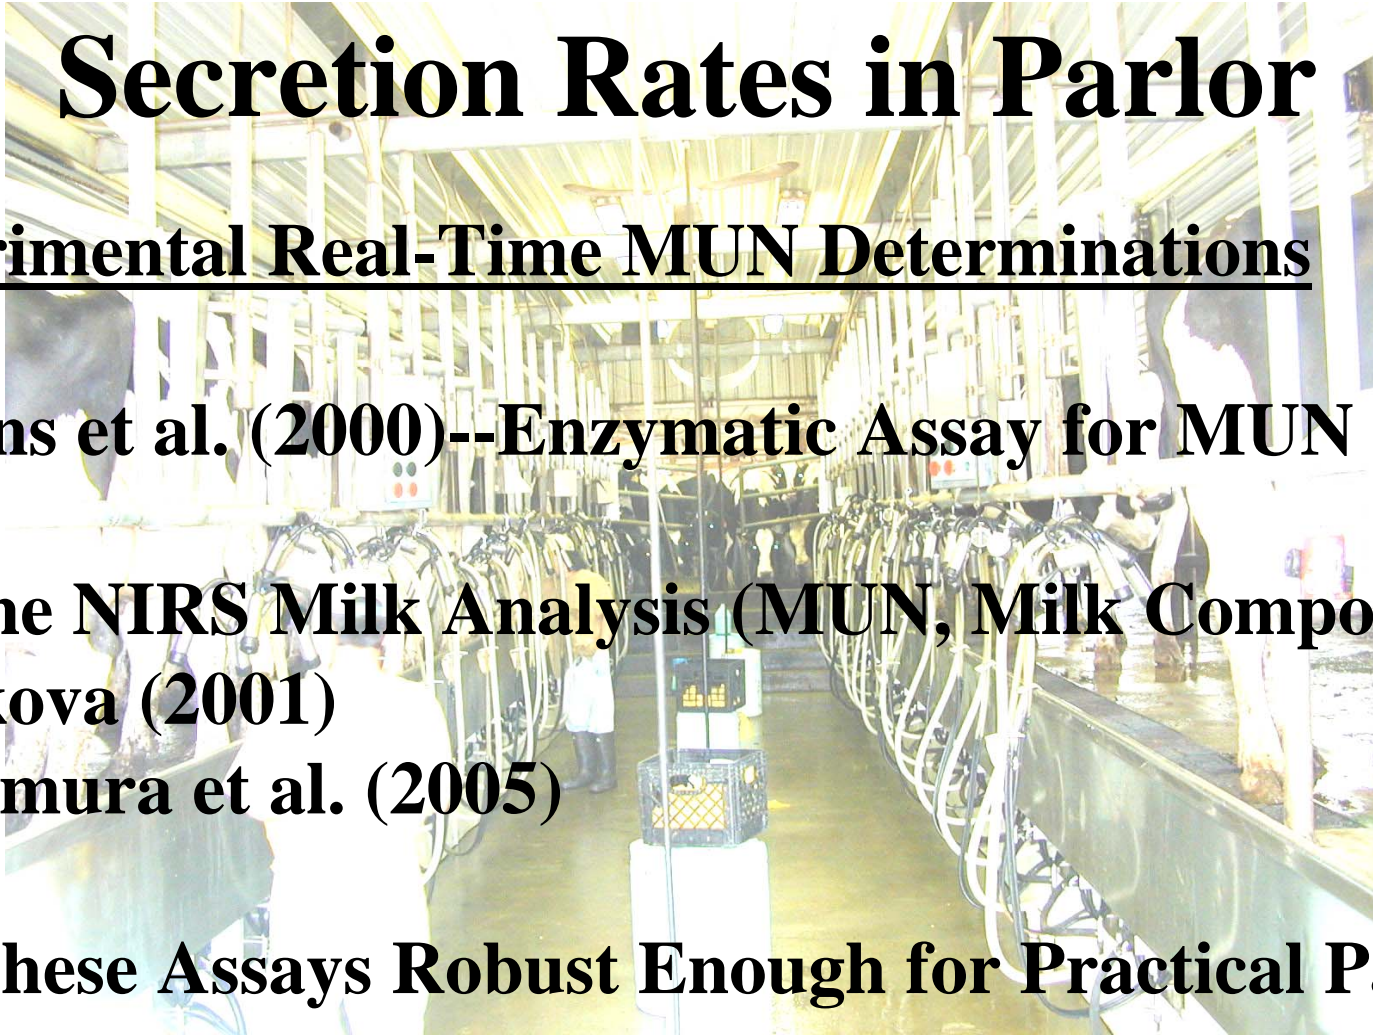 Secretion Rates in Parlor
rimental Real-Time MUN Determinations
ns et al. (2000)--Enzymatic Assay for MUN
ne NIRS Milk Analysis (MUN, Milk Compo
kova (2001)
mura et al. (2005)
hese Assays Robust Enough for Practical P